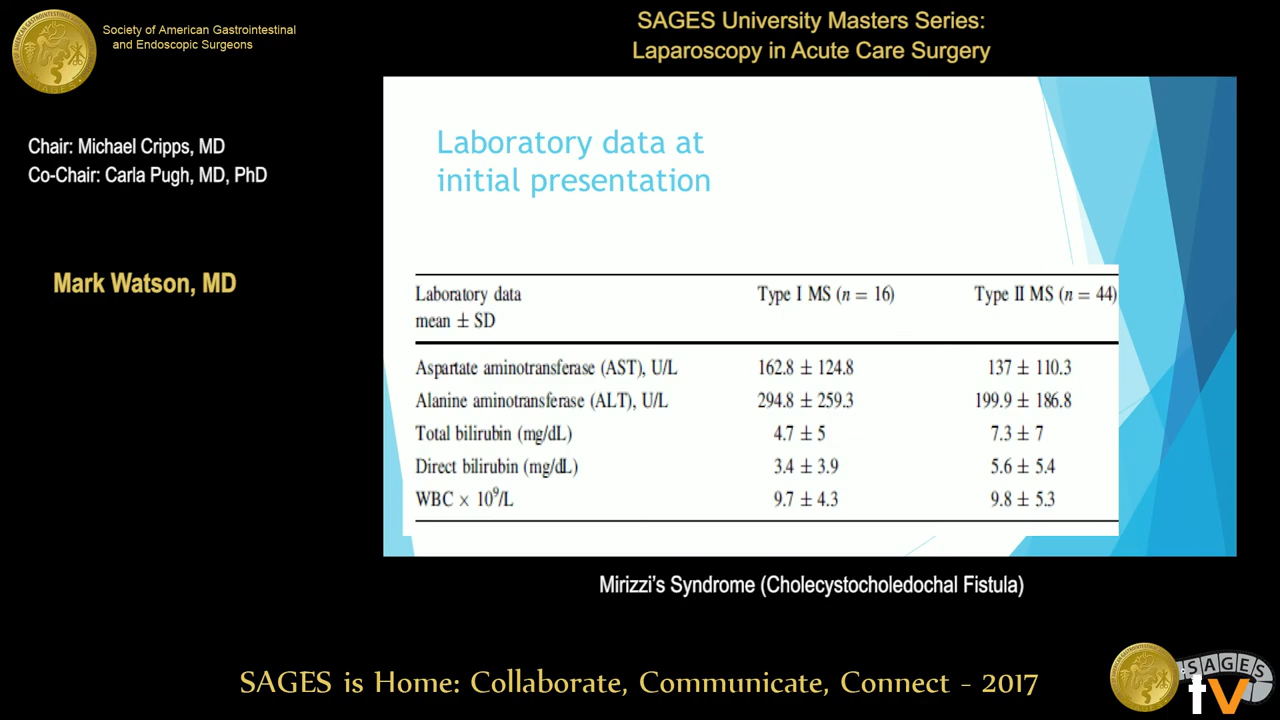 Society of American Gastrointestinal
and Endoscopic Surgeons
SAGES University Masters Series:
Laparoscopy in Acute Care Surgery
Chair: Michael Cripps, MD
Co-Chair: Carla Pugh, MD, PhD
Mark Watson, MD
Laboratory data at
initial presentation
Laboratory data Type I MS (n = 16) Type II MS (n = 44)
mean ± SD
Aspartate aminotransferase (AST), U/L 162.8 ± 124.8 137 ± 110.3
Alanine aminotransferase (ALT), U/L 294.8 ± 259.3 199.9 ± 186.8
Total bilirubin (mg/dL) 4.7 ± 5 7.3 ± 7
Direct bilirubin (mg/dL) 3.4 ± 3.9 5.6 ± 5.4
WBC × 10⁹/L 9.7 ± 4.3 9.8 ± 5.3
Mirizzi's Syndrome (Cholecystocholedochal Fistula)
SAGES is Home: Collaborate, Communicate, Connect - 2017
SAGES
tv